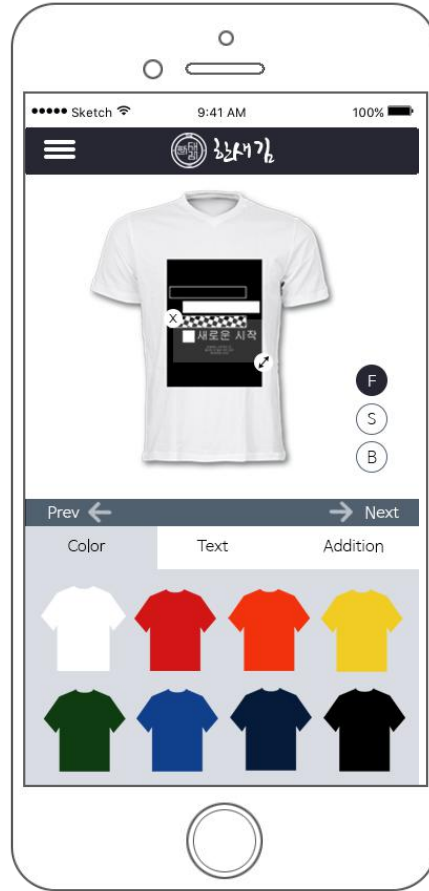 Sketch 9:41 AM 100%
한새김
X
새로운 시작
F
S
B
Prev Next
Color Text Addition